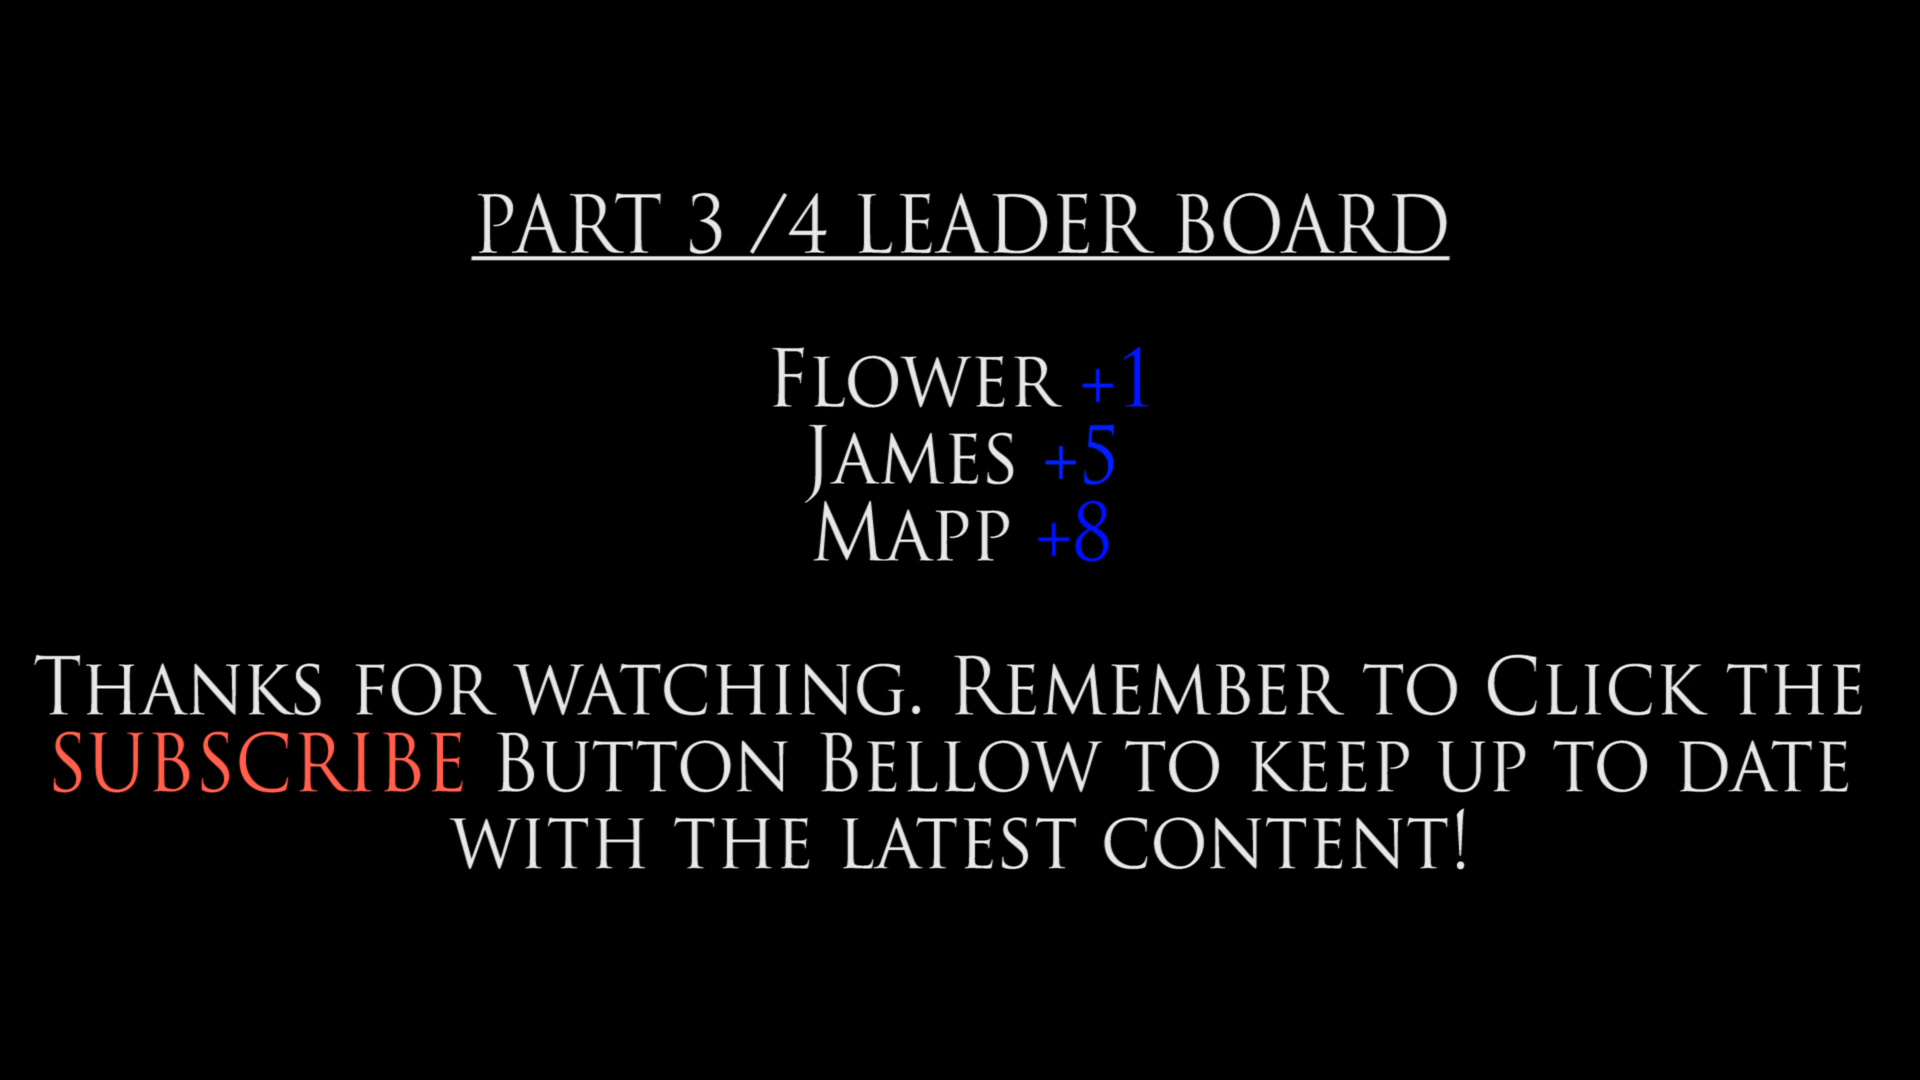 PART 3 /4 LEADER BOARD
Flower +1
James +5
Mapp +8
Thanks for watching. Remember to Click the
SUBSCRIBE Button Bellow to keep up to date
with the latest content!